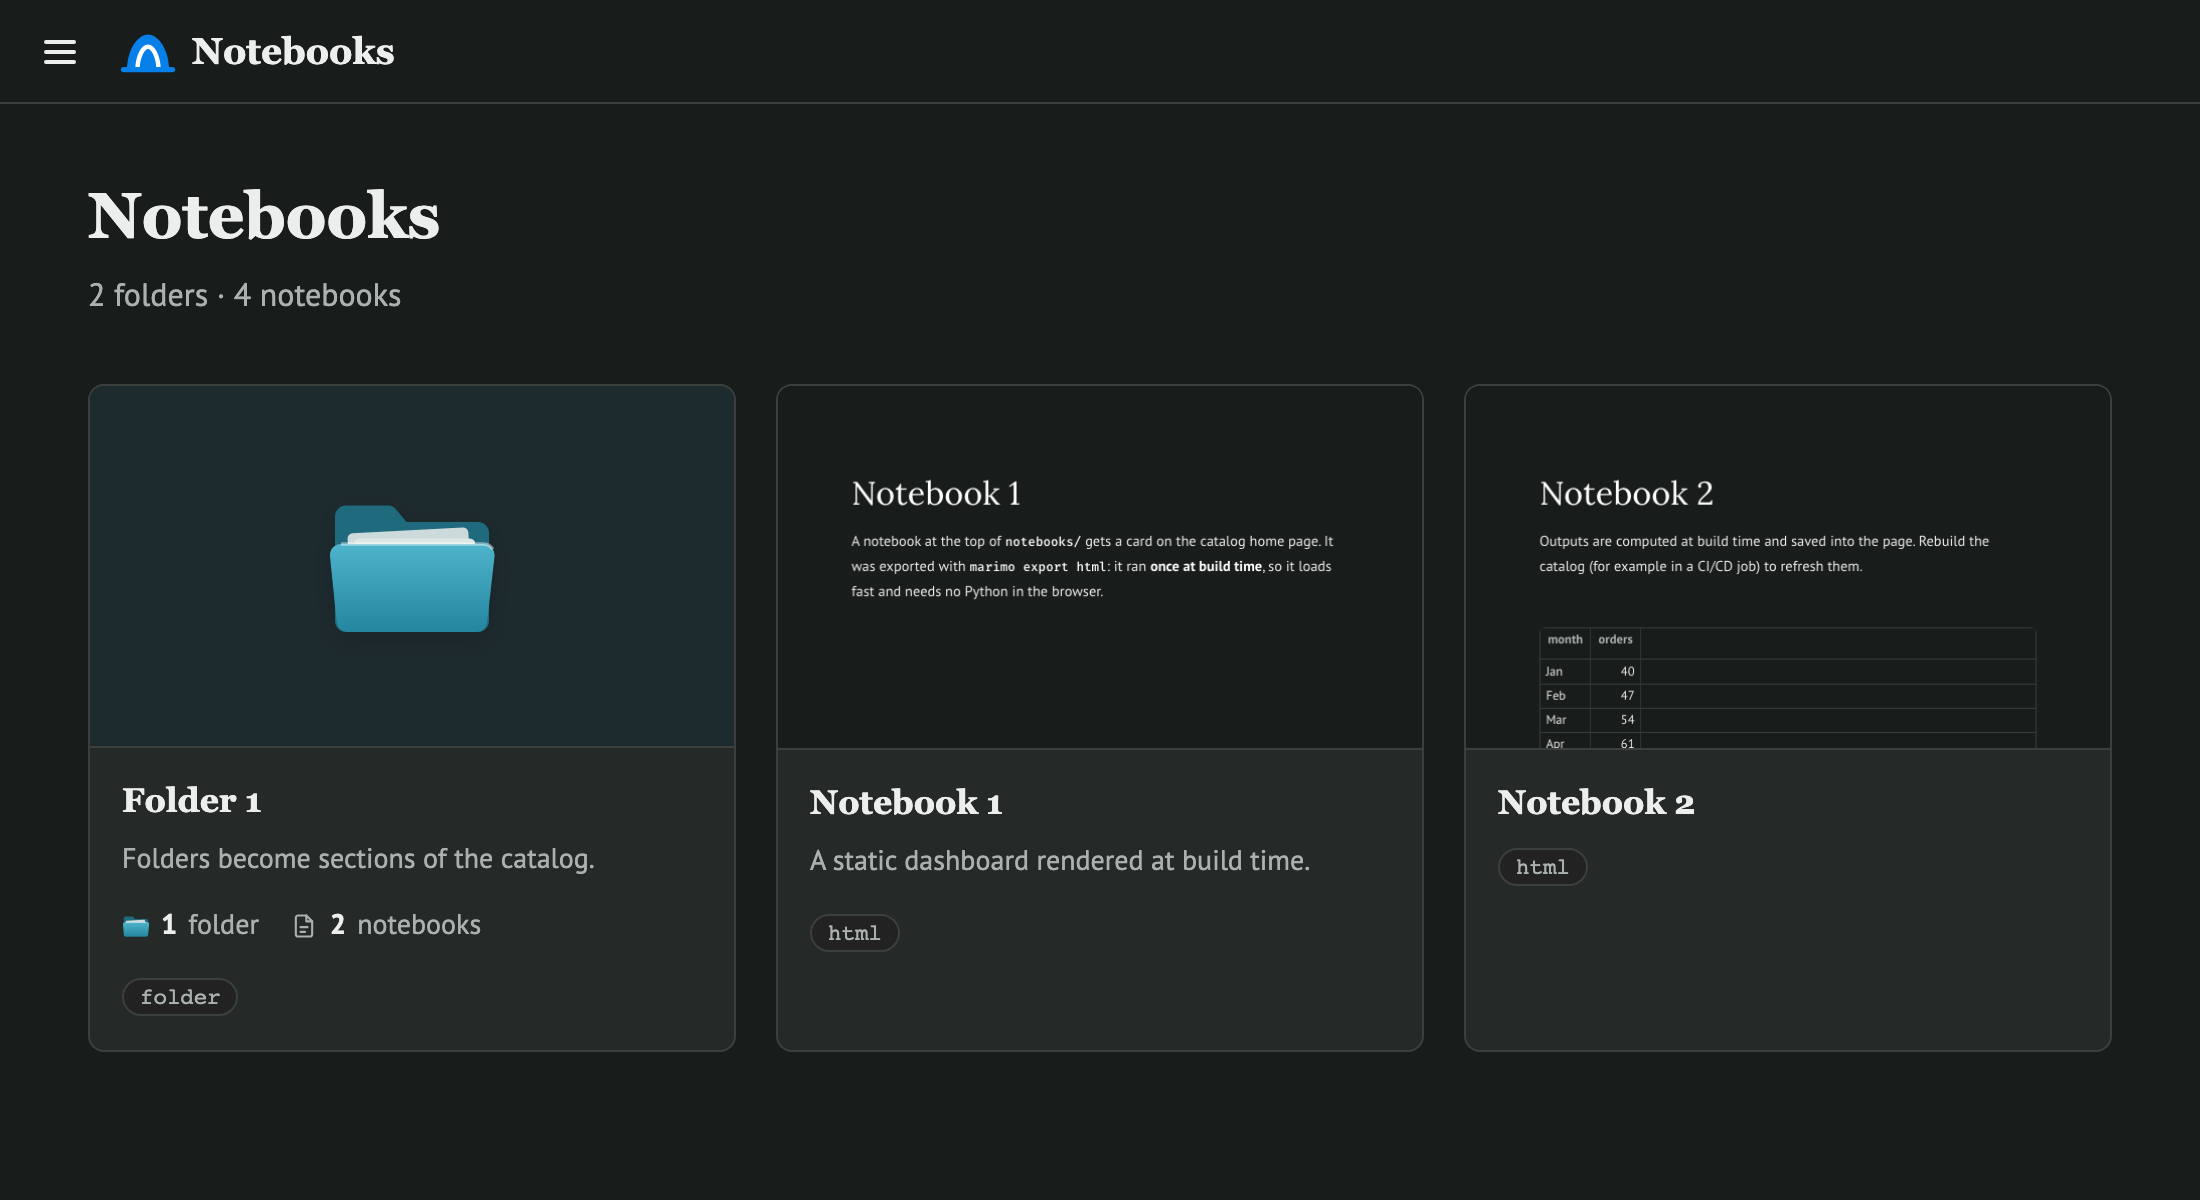 Notebooks
Notebooks
2 folders · 4 notebooks
Folder 1
Folders become sections of the catalog.
1 folder 2 notebooks
folder
Notebook 1
A notebook at the top of notebooks/ gets a card on the catalog home page. It
was exported with marimo export html: it ran once at build time, so it loads
fast and needs no Python in the browser.
Notebook 1
A static dashboard rendered at build time.
html
Notebook 2
Outputs are computed at build time and saved into the page. Rebuild the
catalog (for example in a CI/CD job) to refresh them.
month orders
Jan 40
Feb 47
Mar 54
Apr 61
Notebook 2
html